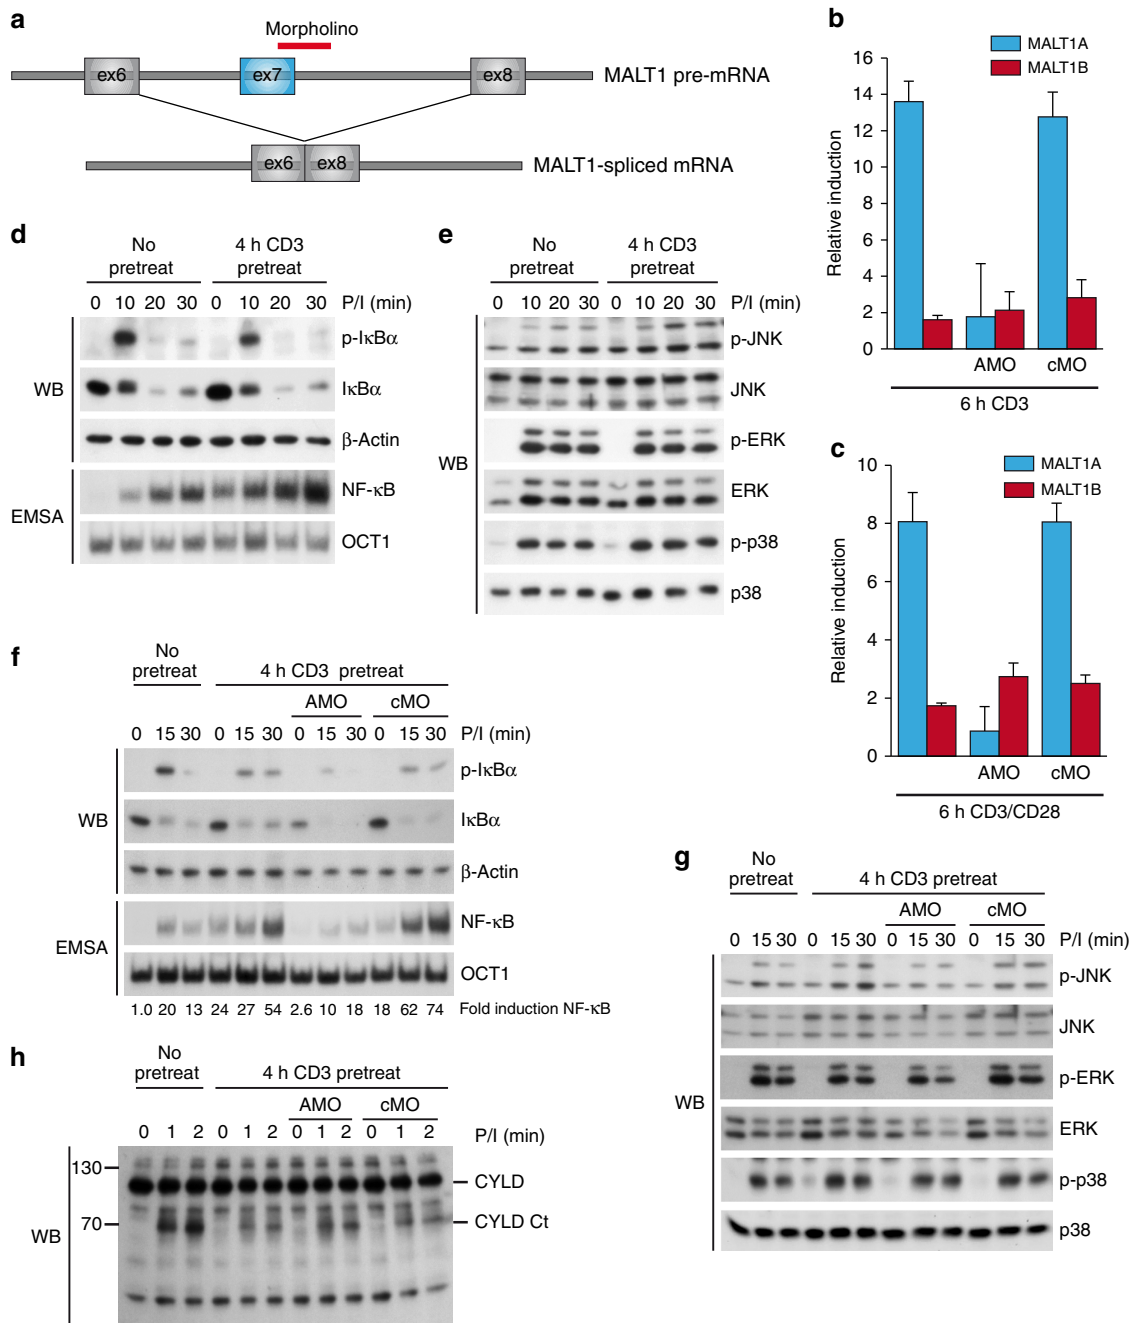 a
Morpholino
ex6 ex7 ex8 MALT1 pre-mRNA
ex6 ex8 MALT1-spliced mRNA
b
MALT1A
MALT1B
Relative induction
16
14
12
10
8
6
4
2
0
AMO cMO
6 h CD3
c
MALT1A
MALT1B
Relative induction
10
8
6
4
2
0
AMO cMO
6 h CD3/CD28
d
No pretreat
4 h CD3 pretreat
0 10 20 30 0 10 20 30 P/I (min)
WB
p-IκBα
IκBα
β-Actin
EMSA
NF-κB
OCT1
e
No pretreat
4 h CD3 pretreat
0 10 20 30 0 10 20 30 P/I (min)
WB
p-JNK
JNK
p-ERK
ERK
p-p38
p38
f
No pretreat
4 h CD3 pretreat
AMO cMO
0 15 30 0 15 30 0 15 30 0 15 30 P/I (min)
WB
p-IκBα
IκBα
β-Actin
EMSA
NF-κB
OCT1
1.0 20 13 24 27 54 2.6 10 18 18 62 74 Fold induction NF-κB
g
No pretreat
4 h CD3 pretreat
AMO cMO
0 15 30 0 15 30 0 15 30 0 15 30 P/I (min)
WB
p-JNK
JNK
p-ERK
ERK
p-p38
p38
h
No pretreat
4 h CD3 pretreat
AMO cMO
0 1 2 0 1 2 0 1 2 0 1 2 P/I (min)
WB
130
70
CYLD
CYLD Ct